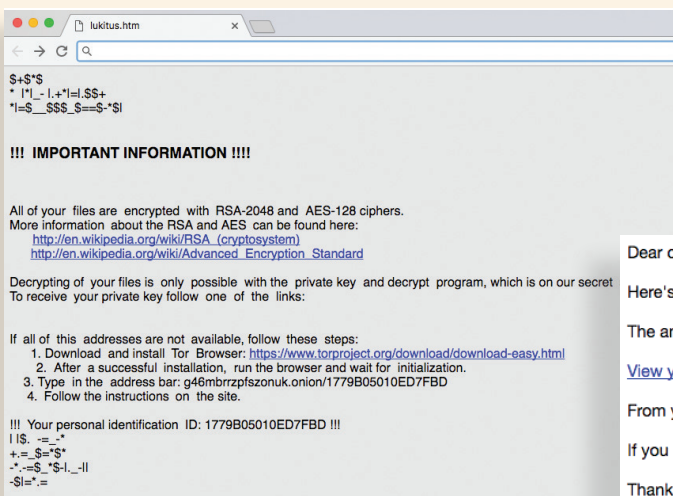 lukitus.htm
$+$*$
* |*|_- |.+*|=|.$$+
*|=$__$$$_$==$-*$|
!!! IMPORTANT INFORMATION !!!!
All of your files are encrypted with RSA-2048 and AES-128 ciphers.
More information about the RSA and AES can be found here:
http://en.wikipedia.org/wiki/RSA_(cryptosystem)
http://en.wikipedia.org/wiki/Advanced_Encryption_Standard
Decrypting of your files is only possible with the private key and decrypt program, which is on our secret
To receive your private key follow one of the links:
If all of this addresses are not available, follow these steps:
1. Download and install Tor Browser: https://www.torproject.org/download/download-easy.html
2. After a successful installation, run the browser and wait for initialization.
3. Type in the address bar: g46mbrrzpfszonuk.onion/1779B05010ED7FBD
4. Follow the instructions on the site.
!!! Your personal identification ID: 1779B05010ED7FBD !!!
| |$. -=_-*
+.=_$=*$*
-*.-=$_*$-|._-||
-$|=*.=
Dear
Here's
The
View
From
If you
Thank